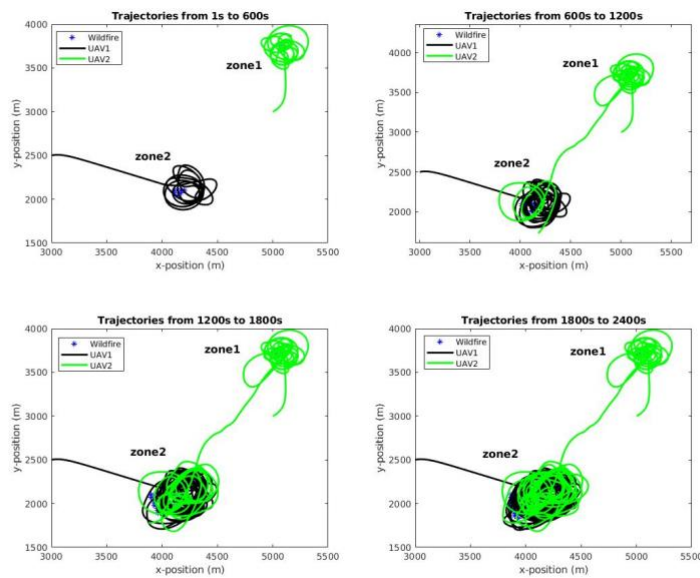 Trajectories from 1s to 600s
4000
3500
3000
2500
2000
1500
y-position (m)
Wildfire
UAV1
UAV2
zone1
zone2
3000 3500 4000 4500 5000 5500
x-position (m)
Trajectories from 600s to 1200s
4000
3500
3000
2500
2000
y-position (m)
Wildfire
UAV1
UAV2
zone1
zone2
3000 3500 4000 4500 5000 5500
x-position (m)
Trajectories from 1200s to 1800s
4000
3500
3000
2500
2000
1500
y-position (m)
Wildfire
UAV1
UAV2
zone1
zone2
3000 3500 4000 4500 5000 5500
x-position (m)
Trajectories from 1800s to 2400s
4000
3500
3000
2500
2000
1500
y-position (m)
Wildfire
UAV1
UAV2
zone1
zone2
3000 3500 4000 4500 5000 5500
x-position (m)